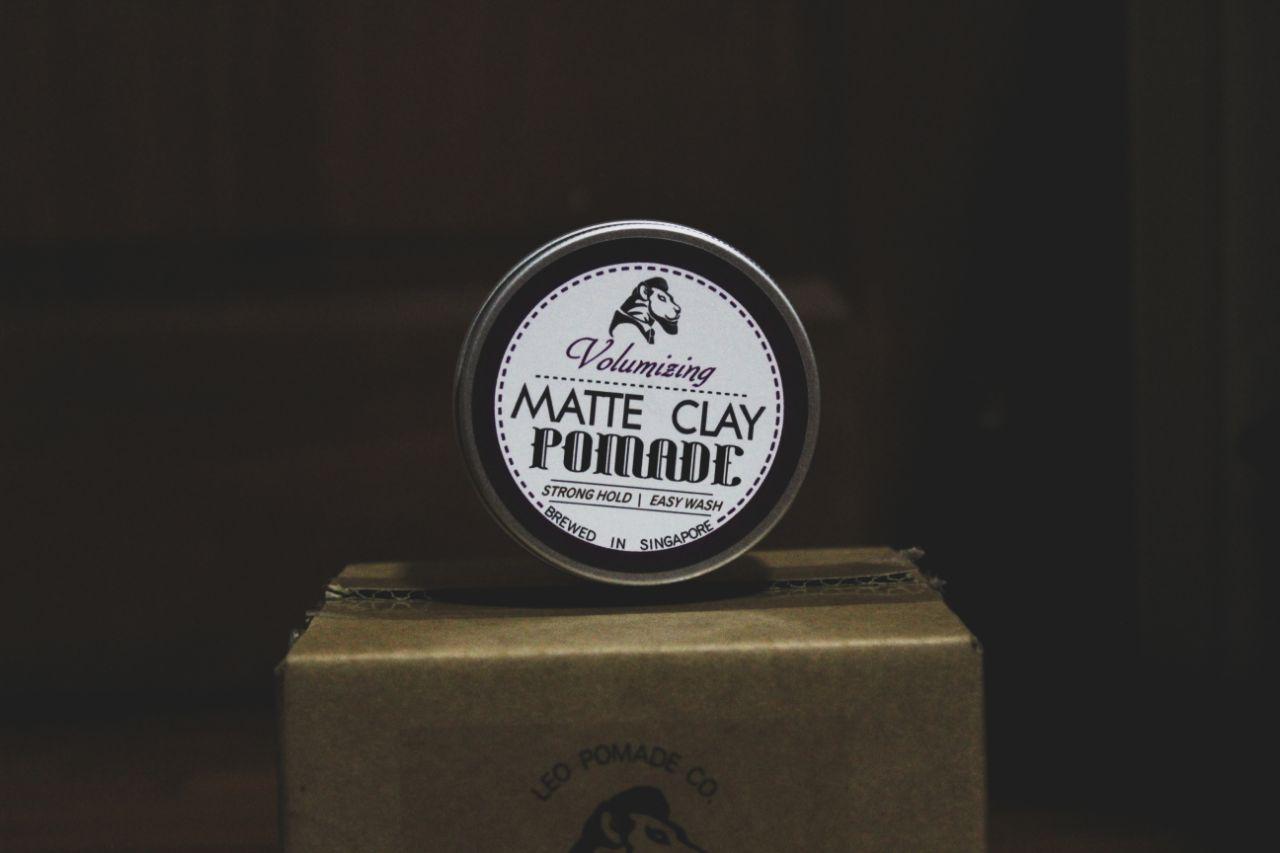 Volumizing
MATTE CLAY
POMADE
STRONG HOLD | EASY WASH
BREWED IN SINGAPORE
LEO POMADE CO.